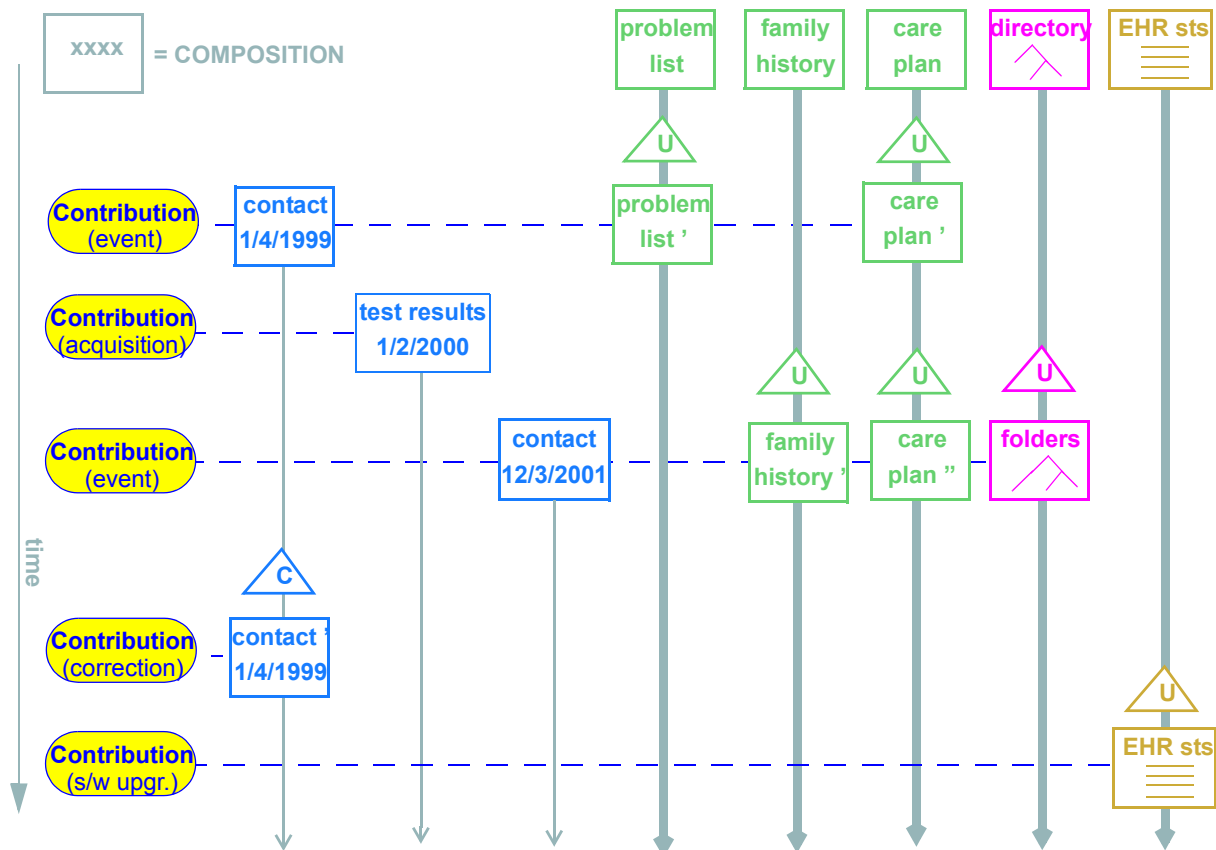 xxxx
= COMPOSITION
problem
list
family
history
care
plan
directory
EHR sts
U
U
Contribution
(event)
contact
1/4/1999
problem
list ’
care
plan ’
Contribution
(acquisition)
test results
1/2/2000
U
U
U
Contribution
(event)
contact
12/3/2001
family
history ’
care
plan ”
folders
time
C
Contribution
(correction)
contact ’
1/4/1999
U
Contribution
(s/w upgr.)
EHR sts